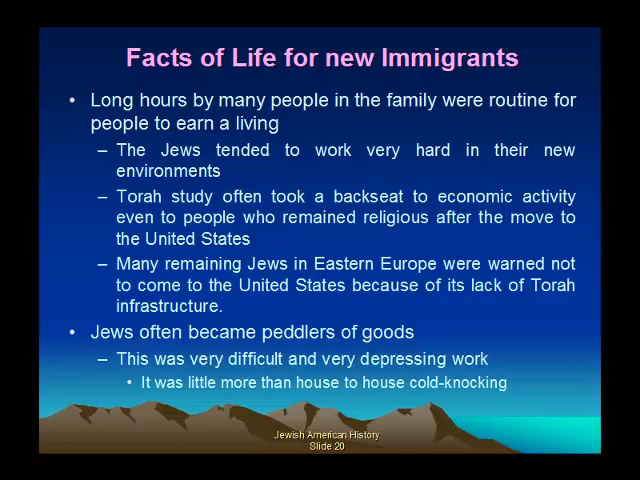 Facts of Life for new Immigrants
• Long hours by many people in the family were routine for
people to earn a living
– The Jews tended to work very hard in their new
environments
– Torah study often took a backseat to economic activity
even to people who remained religious after the move to
the United States
– Many remaining Jews in Eastern Europe were warned not
to come to the United States because of its lack of Torah
infrastructure.
• Jews often became peddlers of goods
– This was very difficult and very depressing work
• It was little more than house to house cold-knocking
Jewish American History
Slide 20